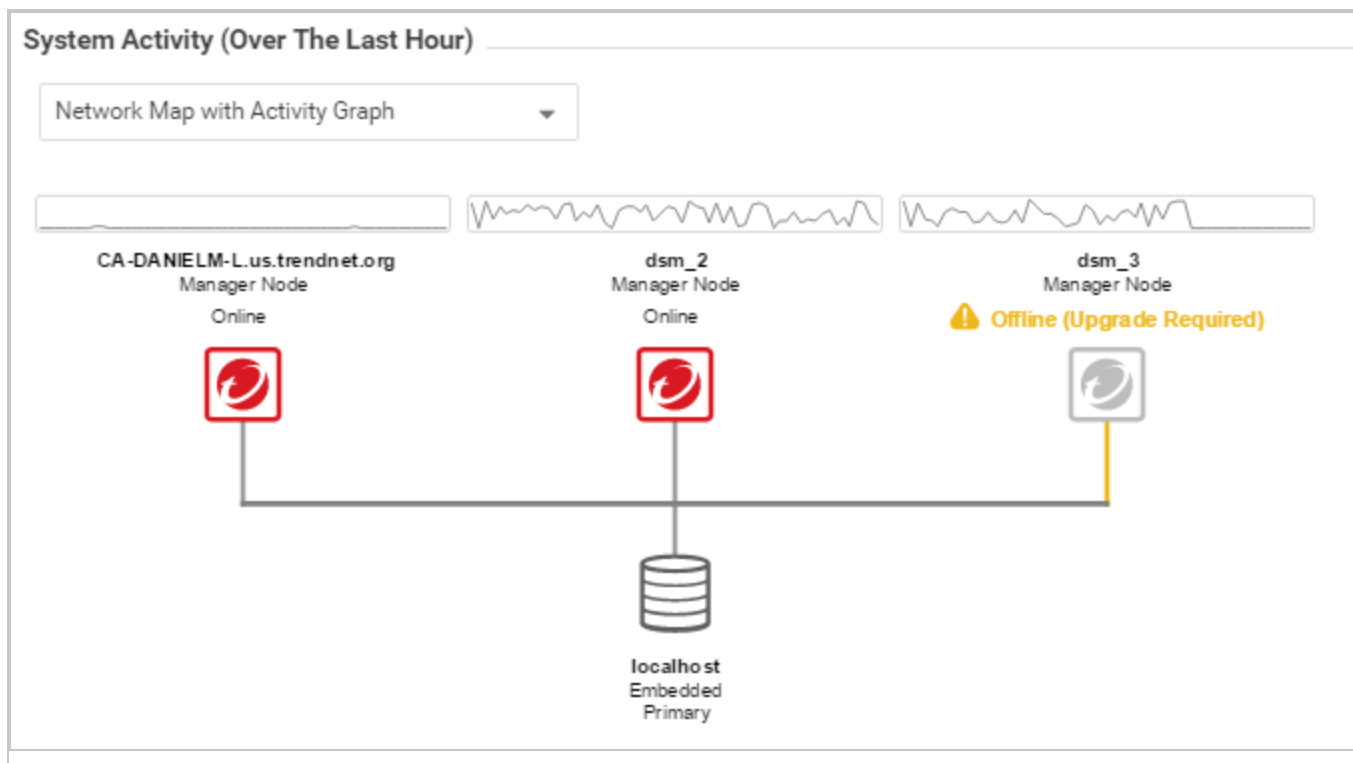 System Activity (Over The Last Hour)
Network Map with Activity Graph
CA-DANIELM-L.us.trendnet.org
Manager Node
Online
dsm_2
Manager Node
Online
dsm_3
Manager Node
Offline (Upgrade Required)
localhost
Embedded
Primary